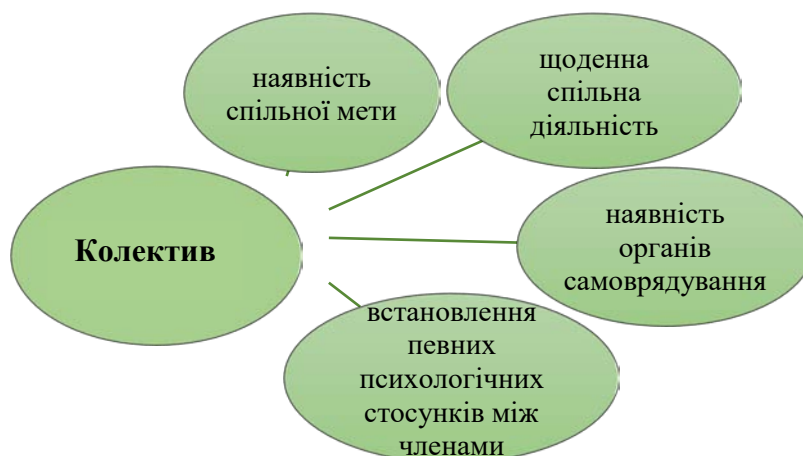 наявність
спільної мети
щоденна
спільна
діяльність
Колектив
наявність
органів
самоврядування
встановлення
певних
психологічних
стосунків між
членами